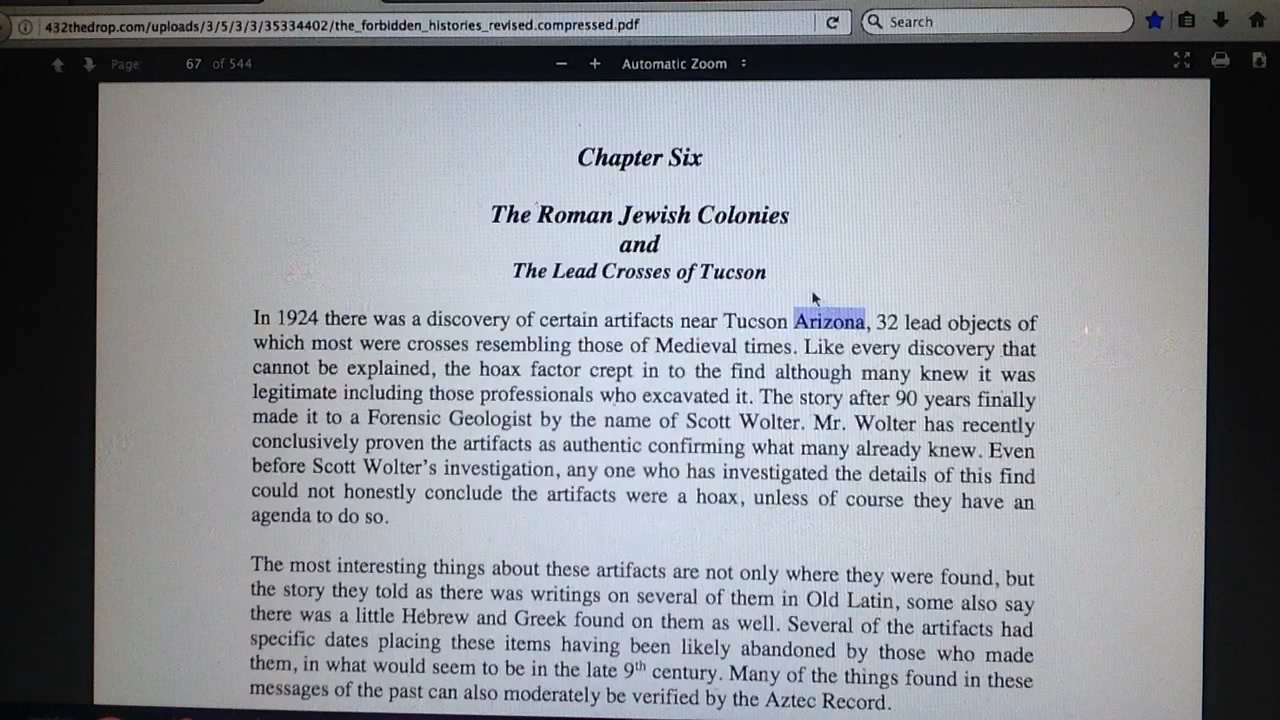 432thedrop.com/uploads/3/5/3/3/35334402/the_forbidden_histories_revised.compressed.pdf
Search
Page: 67 of 544
Automatic Zoom
Chapter Six
The Roman Jewish Colonies
and
The Lead Crosses of Tucson
In 1924 there was a discovery of certain artifacts near Tucson Arizona, 32 lead objects of
which most were crosses resembling those of Medieval times. Like every discovery that
cannot be explained, the hoax factor crept in to the find although many knew it was
legitimate including those professionals who excavated it. The story after 90 years finally
made it to a Forensic Geologist by the name of Scott Wolter. Mr. Wolter has recently
conclusively proven the artifacts as authentic confirming what many already knew. Even
before Scott Wolter's investigation, any one who has investigated the details of this find
could not honestly conclude the artifacts were a hoax, unless of course they have an
agenda to do so.
The most interesting things about these artifacts are not only where they were found, but
the story they told as there was writings on several of them in Old Latin, some also say
there was a little Hebrew and Greek found on them as well. Several of the artifacts had
specific dates placing these items having been likely abandoned by those who made
them, in what would seem to be in the late 9th century. Many of the things found in these
messages of the past can also moderately be verified by the Aztec Record.